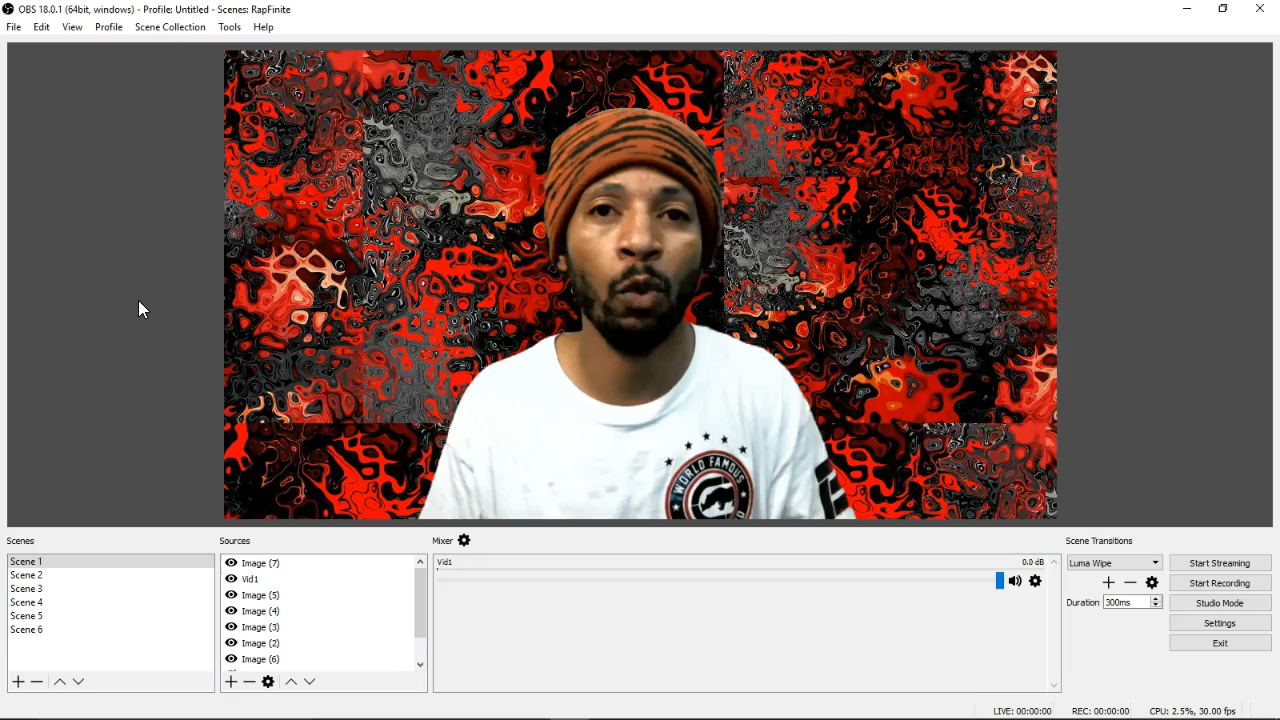 OBS 18.0.1 (64bit, windows) - Profile: Untitled - Scenes: RapFinite
File Edit View Profile Scene Collection Tools Help
WORLD FAMOUS
Scenes
Scene 1
Scene 2
Scene 3
Scene 4
Scene 5
Scene 6
Sources
Image (7)
Vid1
Image (5)
Image (4)
Image (3)
Image (2)
Image (6)
Mixer
Vid1 0.0 dB
Scene Transitions
Luma Wipe
Duration 300ms
Start Streaming
Start Recording
Studio Mode
Settings
Exit
LIVE: 00:00:00 REC: 00:00:00 CPU: 2.5%, 30.00 fps